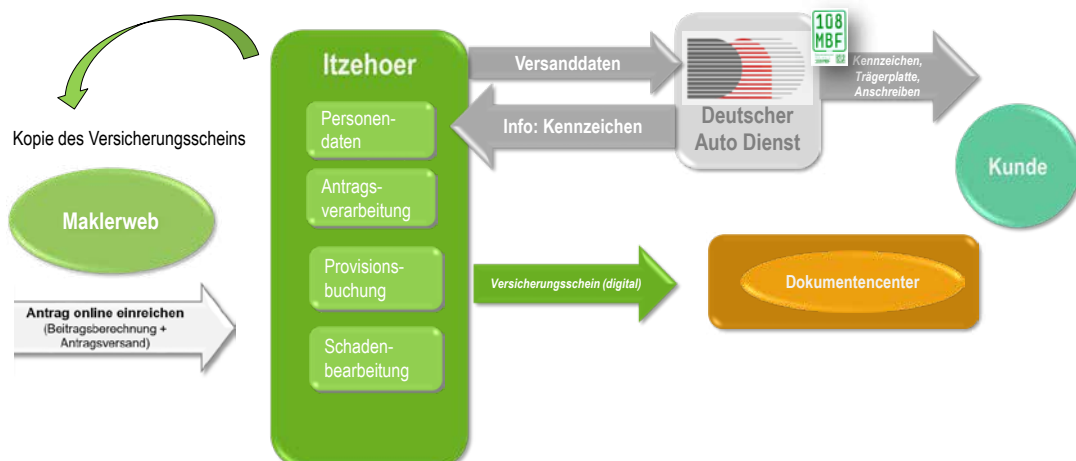 Kopie des Versicherungsscheins
Maklerweb
Antrag online einreichen
(Beitragsberechnung +
Antragsversand)
Itzehoer
Personen-
daten
Antrags-
verarbeitung
Provisions-
buchung
Schaden-
bearbeitung
Versanddaten
Info: Kennzeichen
Versicherungsschein (digital)
108
MBF
Deutscher
Auto Dienst
Kennzeichen,
Trägerplatte,
Anschreiben
Kunde
Dokumentencenter